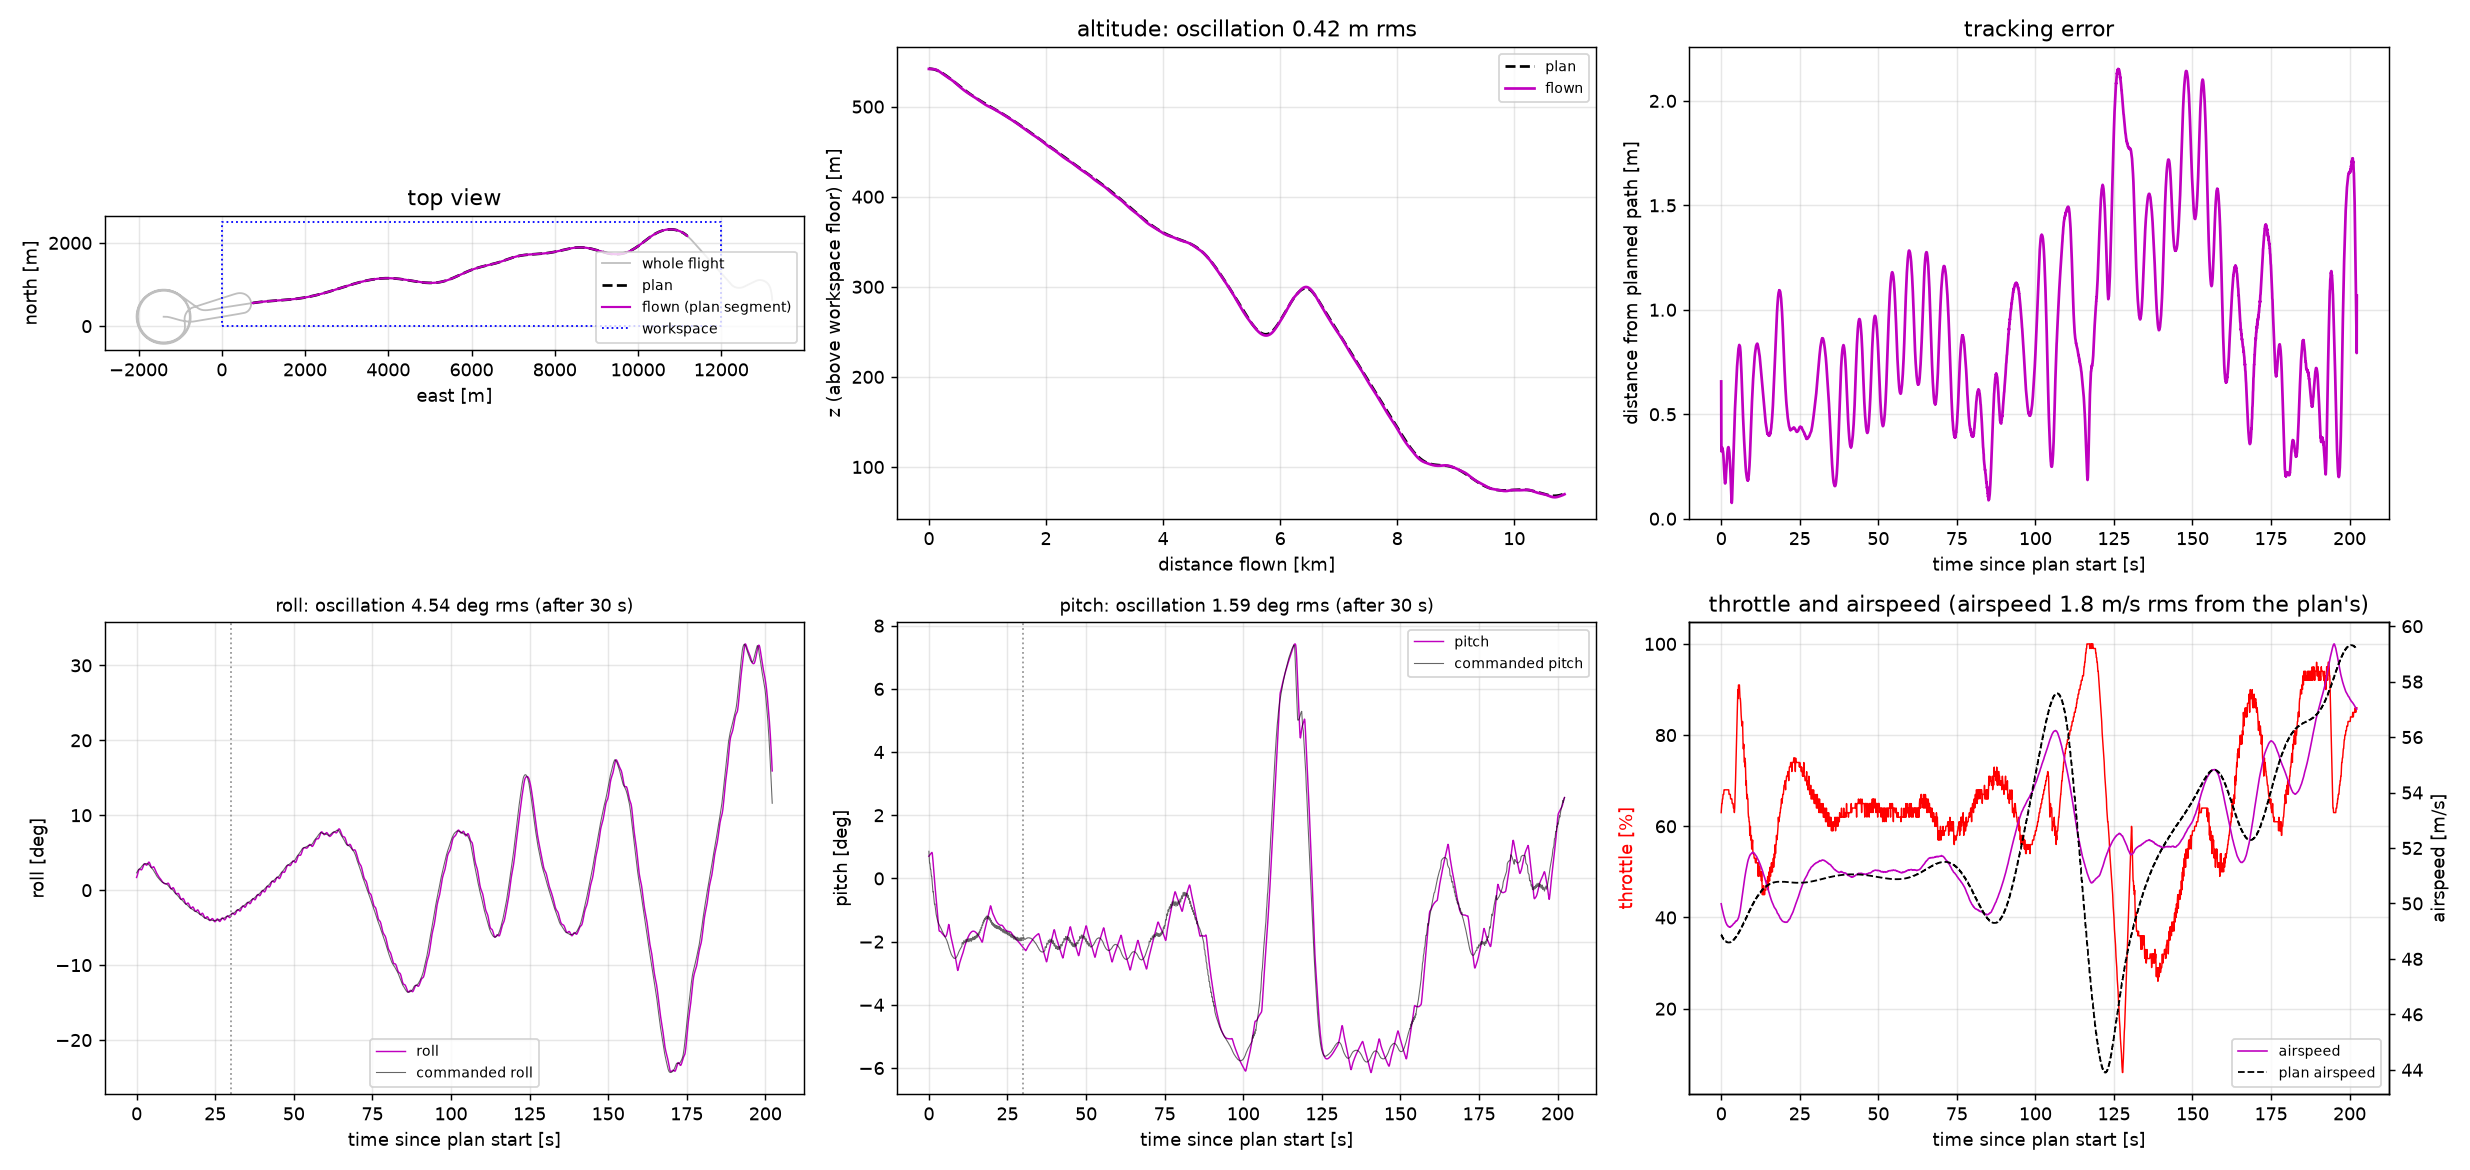 top view
north [m]
2000
0
−2000
0
2000
4000
6000
8000
10000
12000
east [m]
whole flight
plan
flown (plan segment)
workspace
altitude: oscillation 0.42 m rms
z (above workspace floor) [m]
500
400
300
200
100
0
2
4
6
8
10
distance flown [km]
plan
flown
tracking error
distance from planned path [m]
2.0
1.5
1.0
0.5
0.0
0
25
50
75
100
125
150
175
200
time since plan start [s]
roll: oscillation 4.54 deg rms (after 30 s)
roll [deg]
30
20
10
0
−10
−20
0
25
50
75
100
125
150
175
200
time since plan start [s]
roll
commanded roll
pitch: oscillation 1.59 deg rms (after 30 s)
pitch [deg]
8
6
4
2
0
−2
−4
−6
0
25
50
75
100
125
150
175
200
time since plan start [s]
pitch
commanded pitch
throttle and airspeed (airspeed 1.8 m/s rms from the plan's)
throttle [%]
100
80
60
40
20
0
25
50
75
100
125
150
175
200
time since plan start [s]
60
58
56
54
52
50
48
46
44
airspeed [m/s]
airspeed
plan airspeed